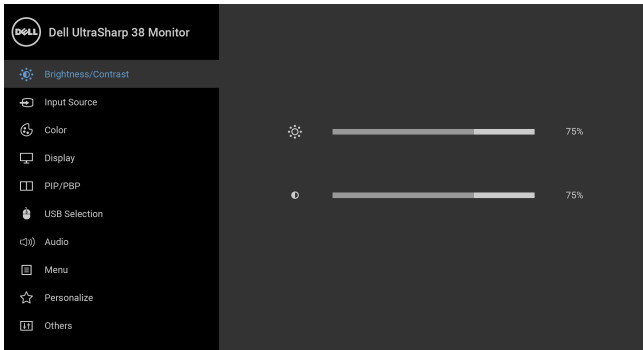 DELL Dell UltraSharp 38 Monitor
Brightness/Contrast
Input Source
Color
75%
Display
PIP/PBP
75%
USB Selection
Audio
Menu
Personalize
Others